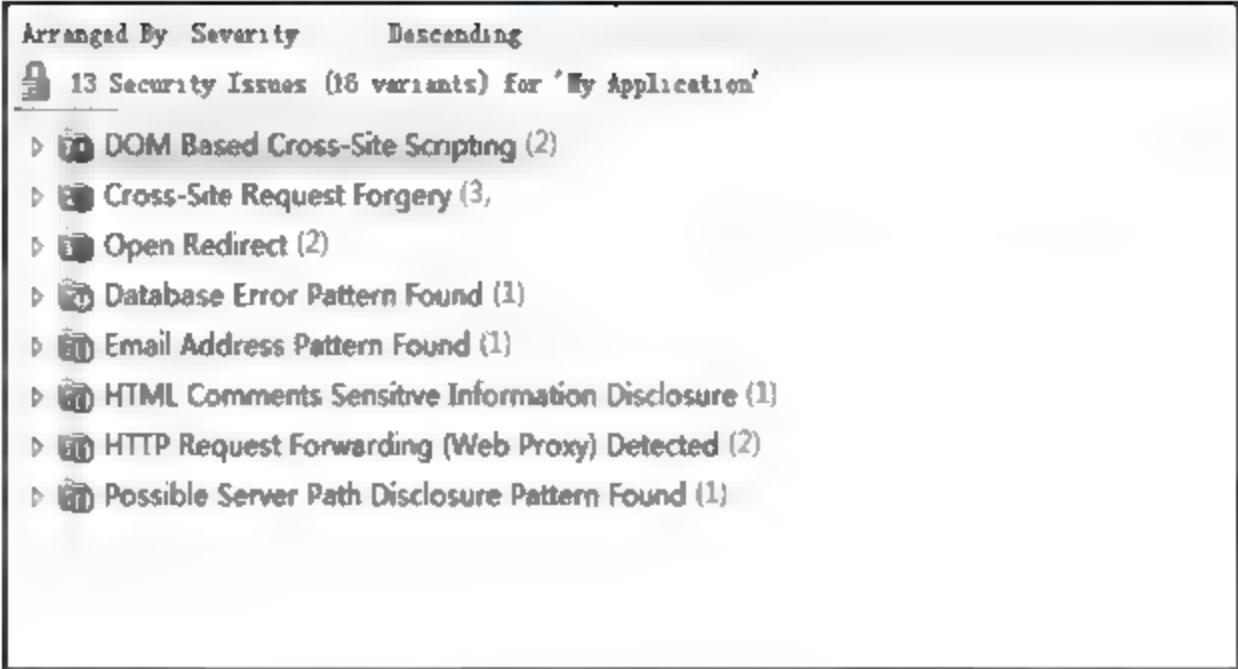 Arranged By Severity Descending
13 Security Issues (16 variants) for 'My Application'
DOM Based Cross-Site Scripting (2)
Cross-Site Request Forgery (3)
Open Redirect (2)
Database Error Pattern Found (1)
Email Address Pattern Found (1)
HTML Comments Sensitive Information Disclosure (1)
HTTP Request Forwarding (Web Proxy) Detected (2)
Possible Server Path Disclosure Pattern Found (1)